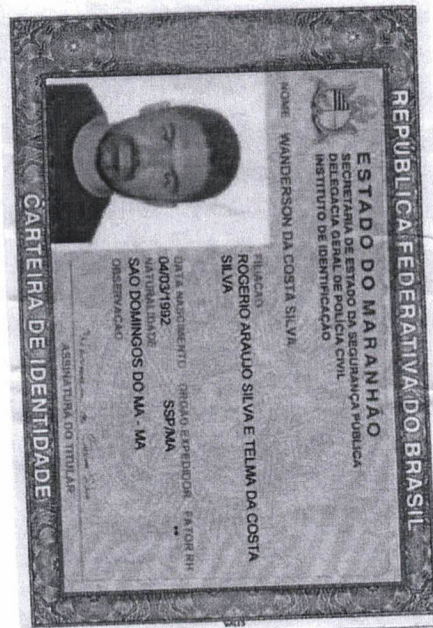 REPÚBLICA FEDERATIVA DO BRASIL
ESTADO DO MARANHÃO
SECRETARIA DE ESTADO DA SEGURANÇA PÚBLICA
DELEGACIA GERAL DE POLÍCIA CIVIL
INSTITUTO DE IDENTIFICAÇÃO
NOME WANDERSON DA COSTA SILVA
FILIAÇÃO
ROGERIO ARAUJO SILVA E TELMA DA COSTA
SILVA
DATA NASCIMENTO ORGÃO EXPEDIDOR FATOR RH
04/03/1992 SSP/MA **
NATURALIDADE
SAO DOMINGOS DO MA - MA
OBSERVAÇÃO
ASSINATURA DO TITULAR
CARTEIRA DE IDENTIDADE